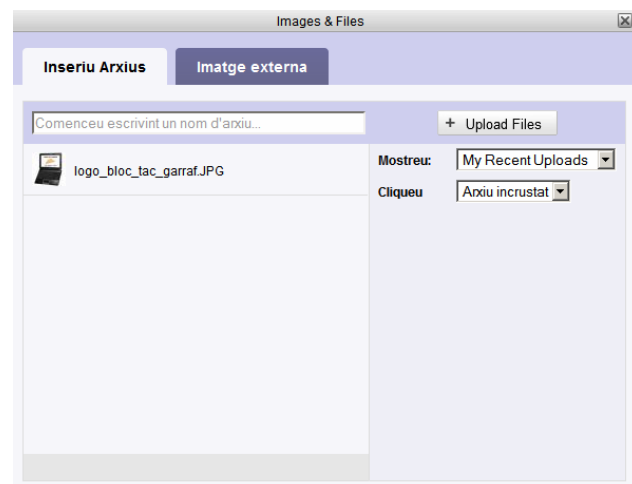 Images & Files
Inseriu Arxius
Imatge externa
Comenceu escrivint un nom d'arxiu...
+ Upload Files
logo_bloc_tac_garraf.JPG
Mostreu: My Recent Uploads
Cliqueu Arxiu incrustat